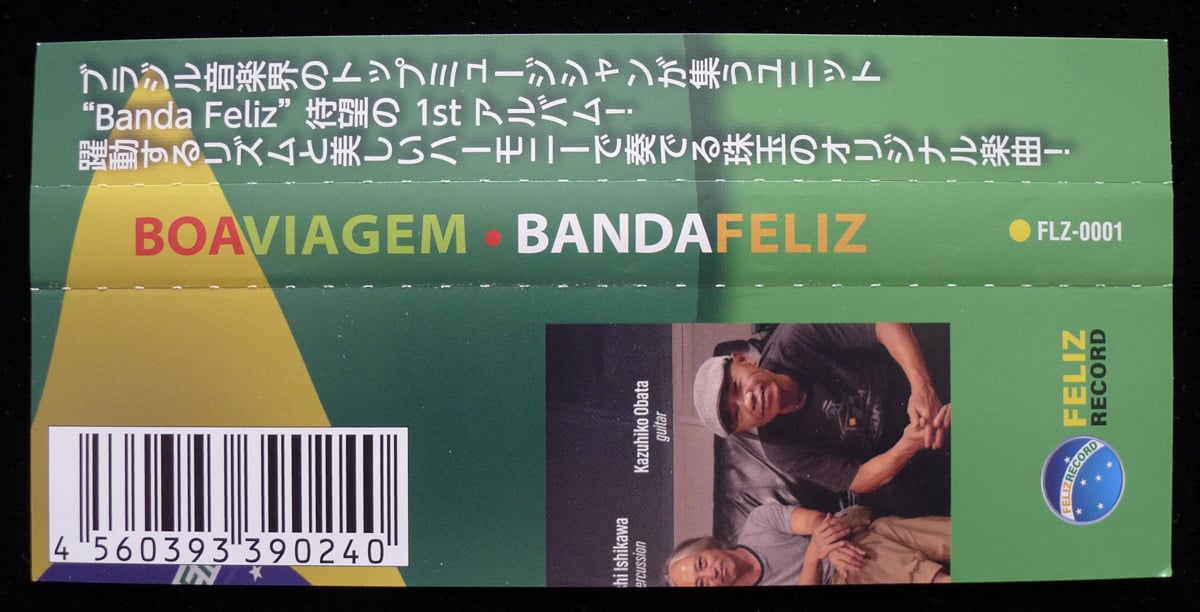 ブラジル音楽界のトップミュージシャンが集うユニット
“Banda Feliz” 待望の 1st アルバム!
躍動するリズムと美しいハーモニーで奏でる珠玉のオリジナル楽曲!
BOAVIAGEM • BANDAFELIZ
FLZ-0001
FELIZ
RECORD
FELIZRECORD
Kazuhiko Obata
guitar
shi Ishikawa
ercussion
4 560393 390240